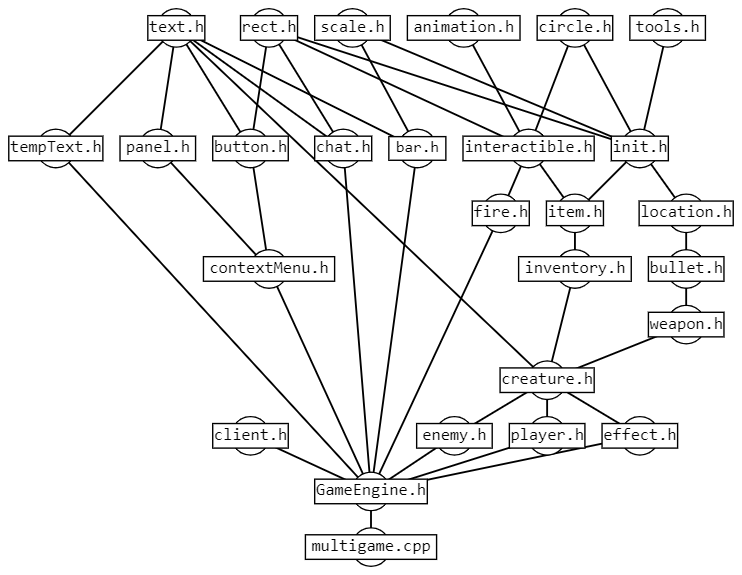 text.h
rect.h
scale.h
animation.h
circle.h
tools.h
tempText.h
panel.h
button.h
chat.h
bar.h
interactible.h
init.h
fire.h
item.h
location.h
contextMenu.h
inventory.h
bullet.h
weapon.h
creature.h
client.h
enemy.h
player.h
effect.h
GameEngine.h
multigame.cpp